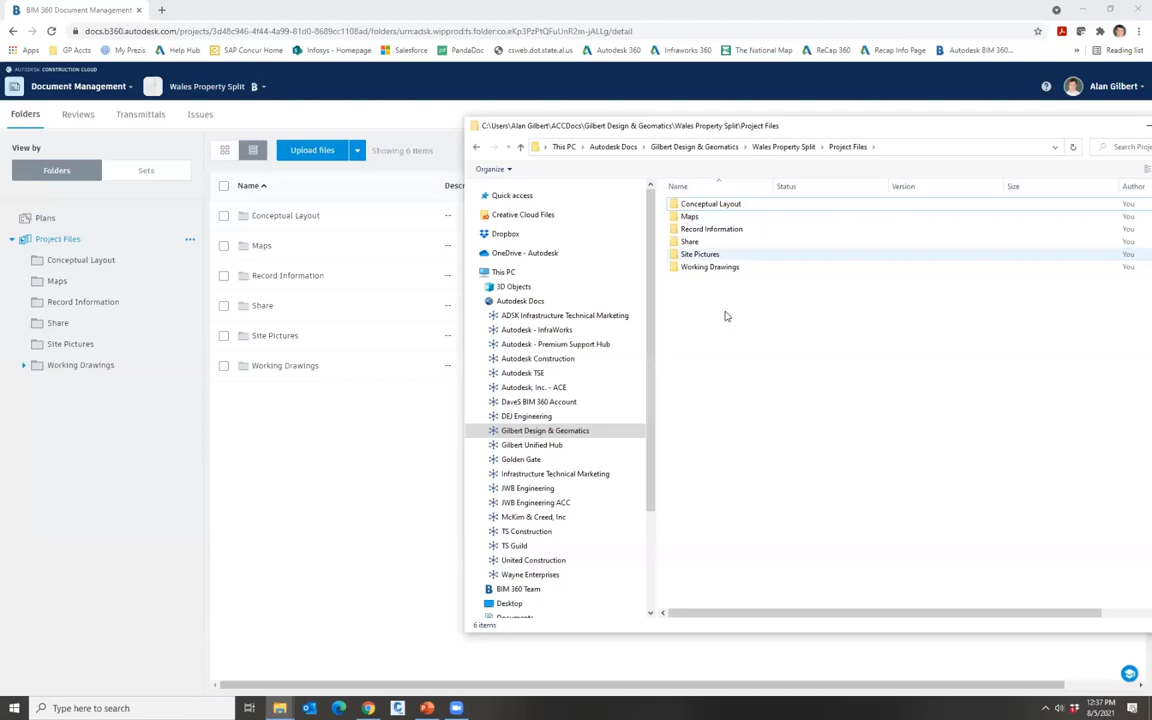 BIM 360 Document Management
docs.b360.autodesk.com/projects/3d48c946-4f44-4a99-91d0-8869cc1108ad/folders/urn:adsk.wipprod:fs.folder:co.eyK6p3PzPtQFuUnR2m-jALLg/detail
Apps GP Accts My Prezis Help Hub SAP Concur Home Infosys - Homepage Salesforce PandaDoc csweb.dot.state.al.us Autodesk 360 Infraworks 360 The National Map ReCap 360 Recap Info Page Autodesk BIM 360... » Reading list
AUTODESK CONSTRUCTION CLOUD
Document Management Wales Property Split Alan Gilbert
Folders Reviews Transmittals Issues
View by
Folders Sets
Plans
Project Files
Conceptual Layout
Maps
Record Information
Share
Site Pictures
Working Drawings
Upload files Showing 6 items
Name Descr
Conceptual Layout --
Maps --
Record Information --
Share --
Site Pictures --
Working Drawings --
C:\Users\Alan Gilbert\ACCDocs\Gilbert Design & Geomatics\Wales Property Split\Project Files
This PC > Autodesk Docs > Gilbert Design & Geomatics > Wales Property Split > Project Files > Search Proje
Organize
Quick access
Creative Cloud Files
Dropbox
OneDrive - Autodesk
This PC
3D Objects
Autodesk Docs
ADSK Infrastructure Technical Marketing
Autodesk - InfraWorks
Autodesk - Premium Support Hub
Autodesk Construction
Autodesk TSE
Autodesk, Inc. - ACE
DaveS BIM 360 Account
DEJ Engineering
Gilbert Design & Geomatics
Gilbert Unified Hub
Golden Gate
Infrastructure Technical Marketing
JWB Engineering
JWB Engineering ACC
McKim & Creed, Inc
TS Construction
TS Guild
United Construction
Wayne Enterprises
BIM 360 Team
Desktop
Name Status Version Size Author
Conceptual Layout You
Maps You
Record Information You
Share You
Site Pictures You
Working Drawings You
6 items
Type here to search
12:37 PM
8/5/2021